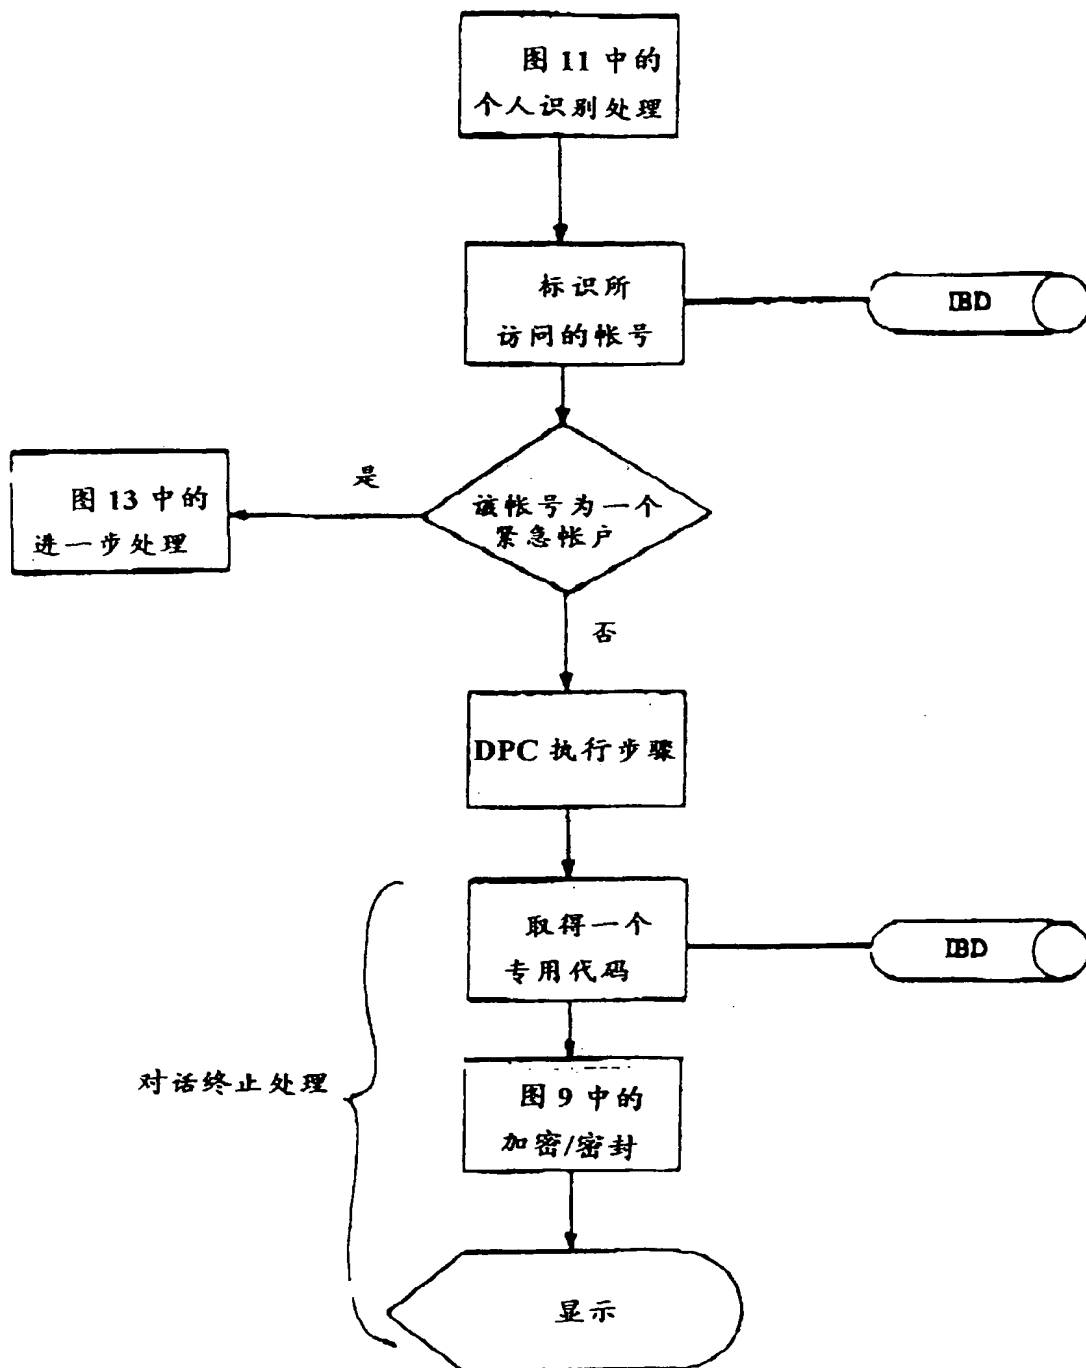 图 11 中的
个人识别处理
标识所
访问的帐号
IBD
是
图 13 中的
进一步处理
该帐号为一个
紧急帐户
否
DPC 执行步骤
取得一个
专用代码
IBD
对话终止处理
图 9 中的
加密/密封
显示